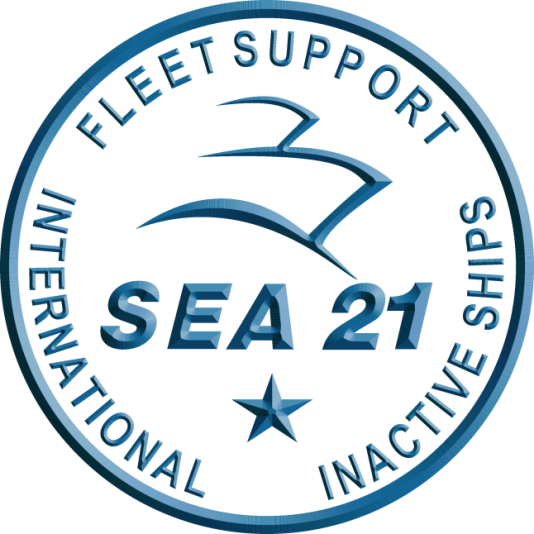 FLEET SUPPORT
INTERNATIONAL
INACTIVE SHIPS
SEA 21